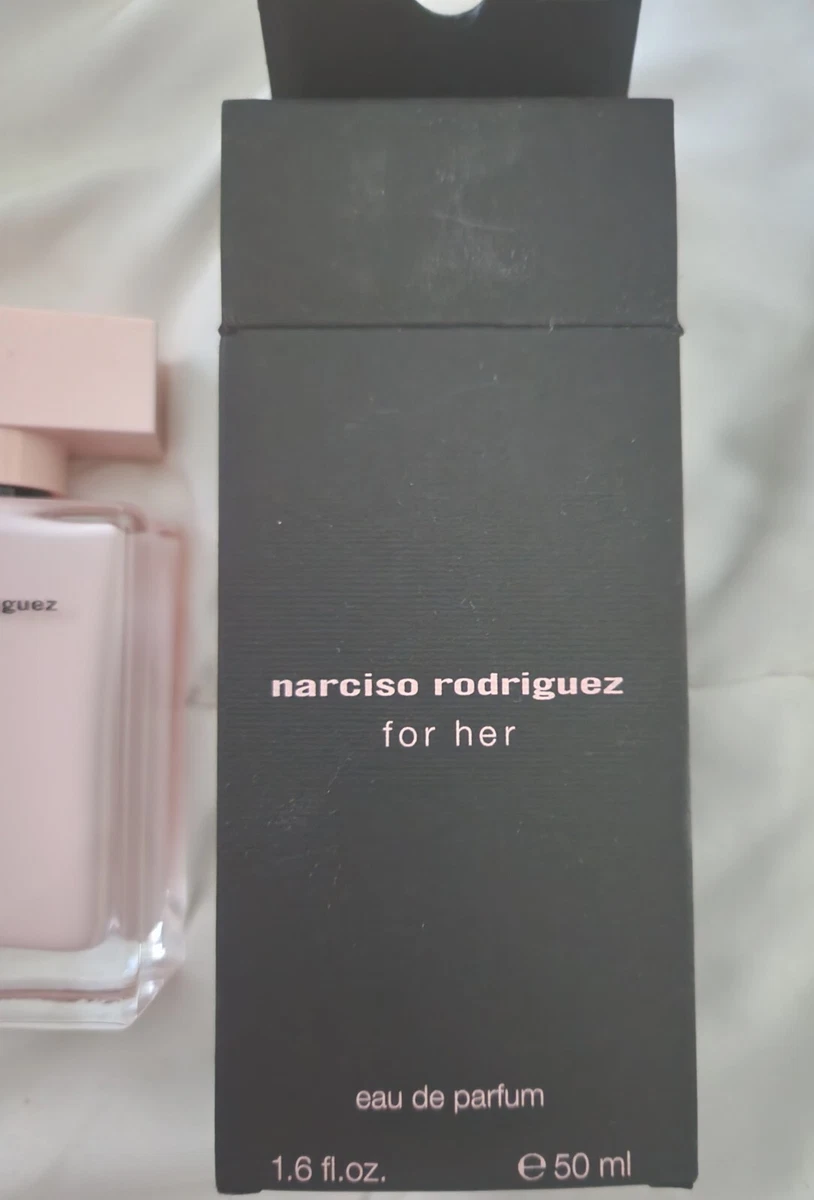 guez
narciso rodriguez
for her
eau de parfum
1.6 fl.oz. ℮ 50 ml